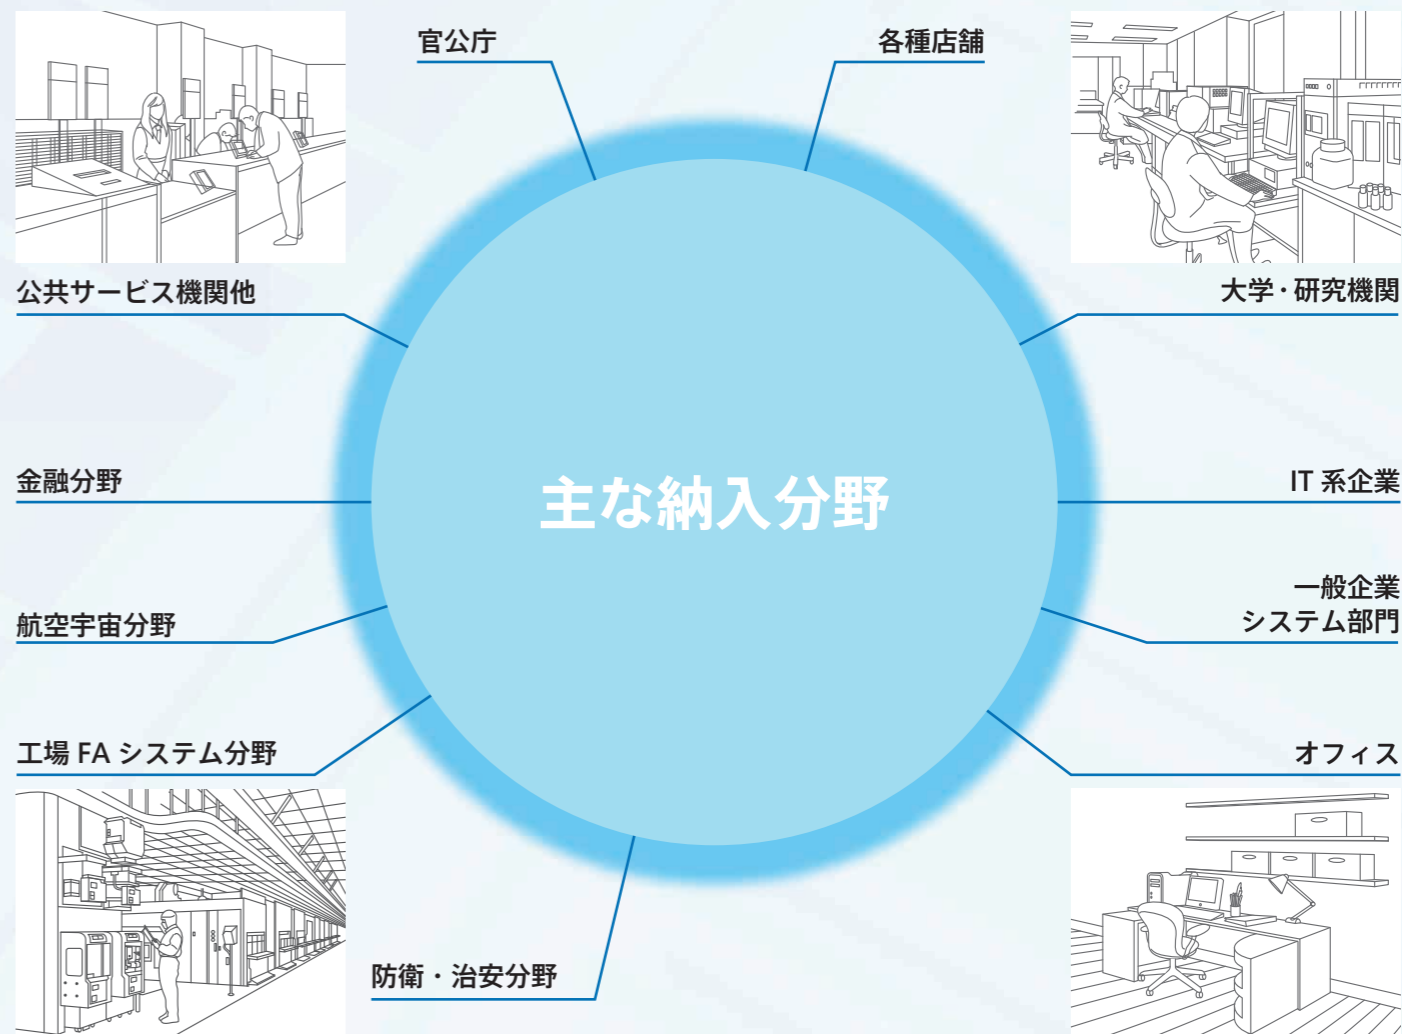 官公庁
各種店舗
公共サービス機関他
大学・研究機関
金融分野
主な納入分野
IT 系企業
航空宇宙分野
一般企業
システム部門
工場 FA システム分野
オフィス
防衛・治安分野